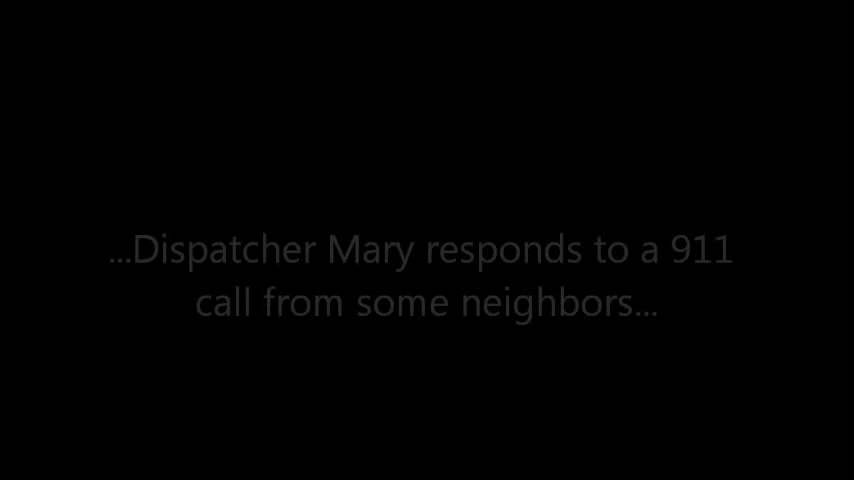 ...Dispatcher Mary responds to a 911
call from some neighbors...